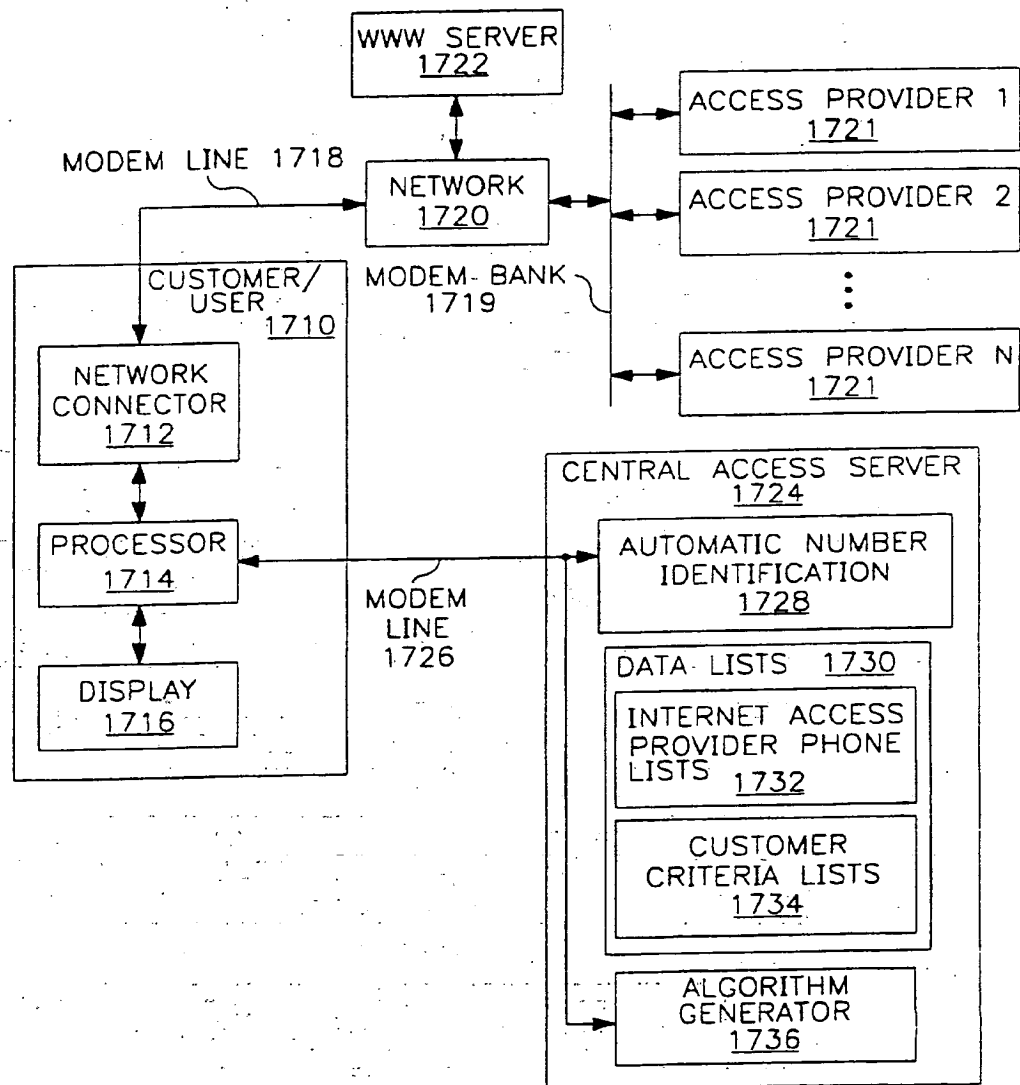 WWW SERVER
1722
ACCESS PROVIDER 1
1721
MODEM LINE 1718
NETWORK
1720
ACCESS PROVIDER 2
1721
CUSTOMER/
USER
1710
MODEM-BANK
1719
ACCESS PROVIDER N
1721
NETWORK
CONNECTOR
1712
CENTRAL ACCESS SERVER
1724
PROCESSOR
1714
AUTOMATIC NUMBER
IDENTIFICATION
1728
MODEM
LINE
1726
DATA LISTS 1730
DISPLAY
1716
INTERNET ACCESS
PROVIDER PHONE
LISTS
1732
CUSTOMER
CRITERIA LISTS
1734
ALGORITHM
GENERATOR
1736